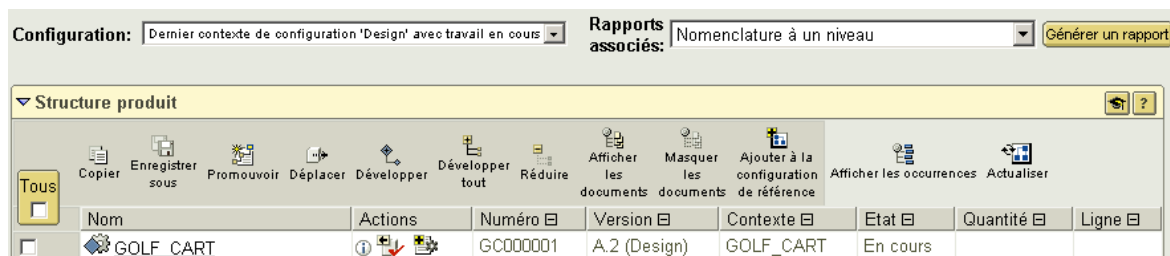 Configuration: Dernier contexte de configuration 'Design' avec travail en cours Rapports associés: Nomenclature à un niveau Générer un rapport
Structure produit ?
Tous Copier Enregistrer sous Promouvoir Déplacer Développer Développer tout Réduire Afficher les documents Masquer les documents Ajouter à la configuration de référence Afficher les occurrences Actualiser
Nom Actions Numéro Version Contexte Etat Quantité Ligne
GOLF_CART GC000001 A.2 (Design) GOLF_CART En cours